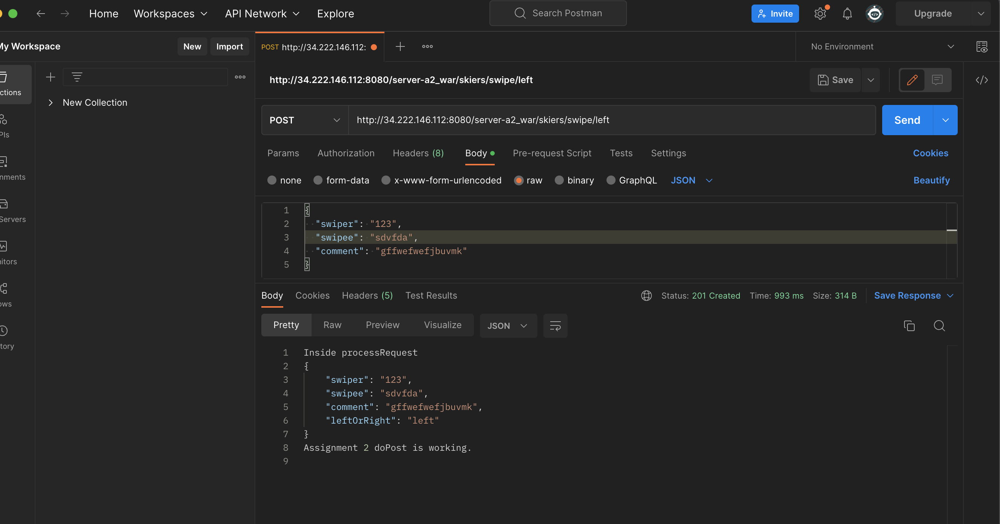 Home Workspaces API Network Explore Search Postman Invite Upgrade
My Workspace New Import POST http://34.222.146.112: No Environment
http://34.222.146.112:8080/server-a2_war/skiers/swipe/left Save
ctions
New Collection
POST http://34.222.146.112:8080/server-a2_war/skiers/swipe/left Send
PIs
Params Authorization Headers (8) Body Pre-request Script Tests Settings Cookies
nments
none form-data x-www-form-urlencoded raw binary GraphQL JSON Beautify
Servers
1 {
2 "swiper": "123",
3 "swipee": "sdvfda",
4 "comment": "gffwefwefjbuvmk"
5 }
nitors
Body Cookies Headers (5) Test Results Status: 201 Created Time: 993 ms Size: 314 B Save Response
ows
Pretty Raw Preview Visualize JSON
tory
1 Inside processRequest
2 {
3 "swiper": "123",
4 "swipee": "sdvfda",
5 "comment": "gffwefwefjbuvmk",
6 "leftOrRight": "left"
7 }
8 Assignment 2 doPost is working.
9